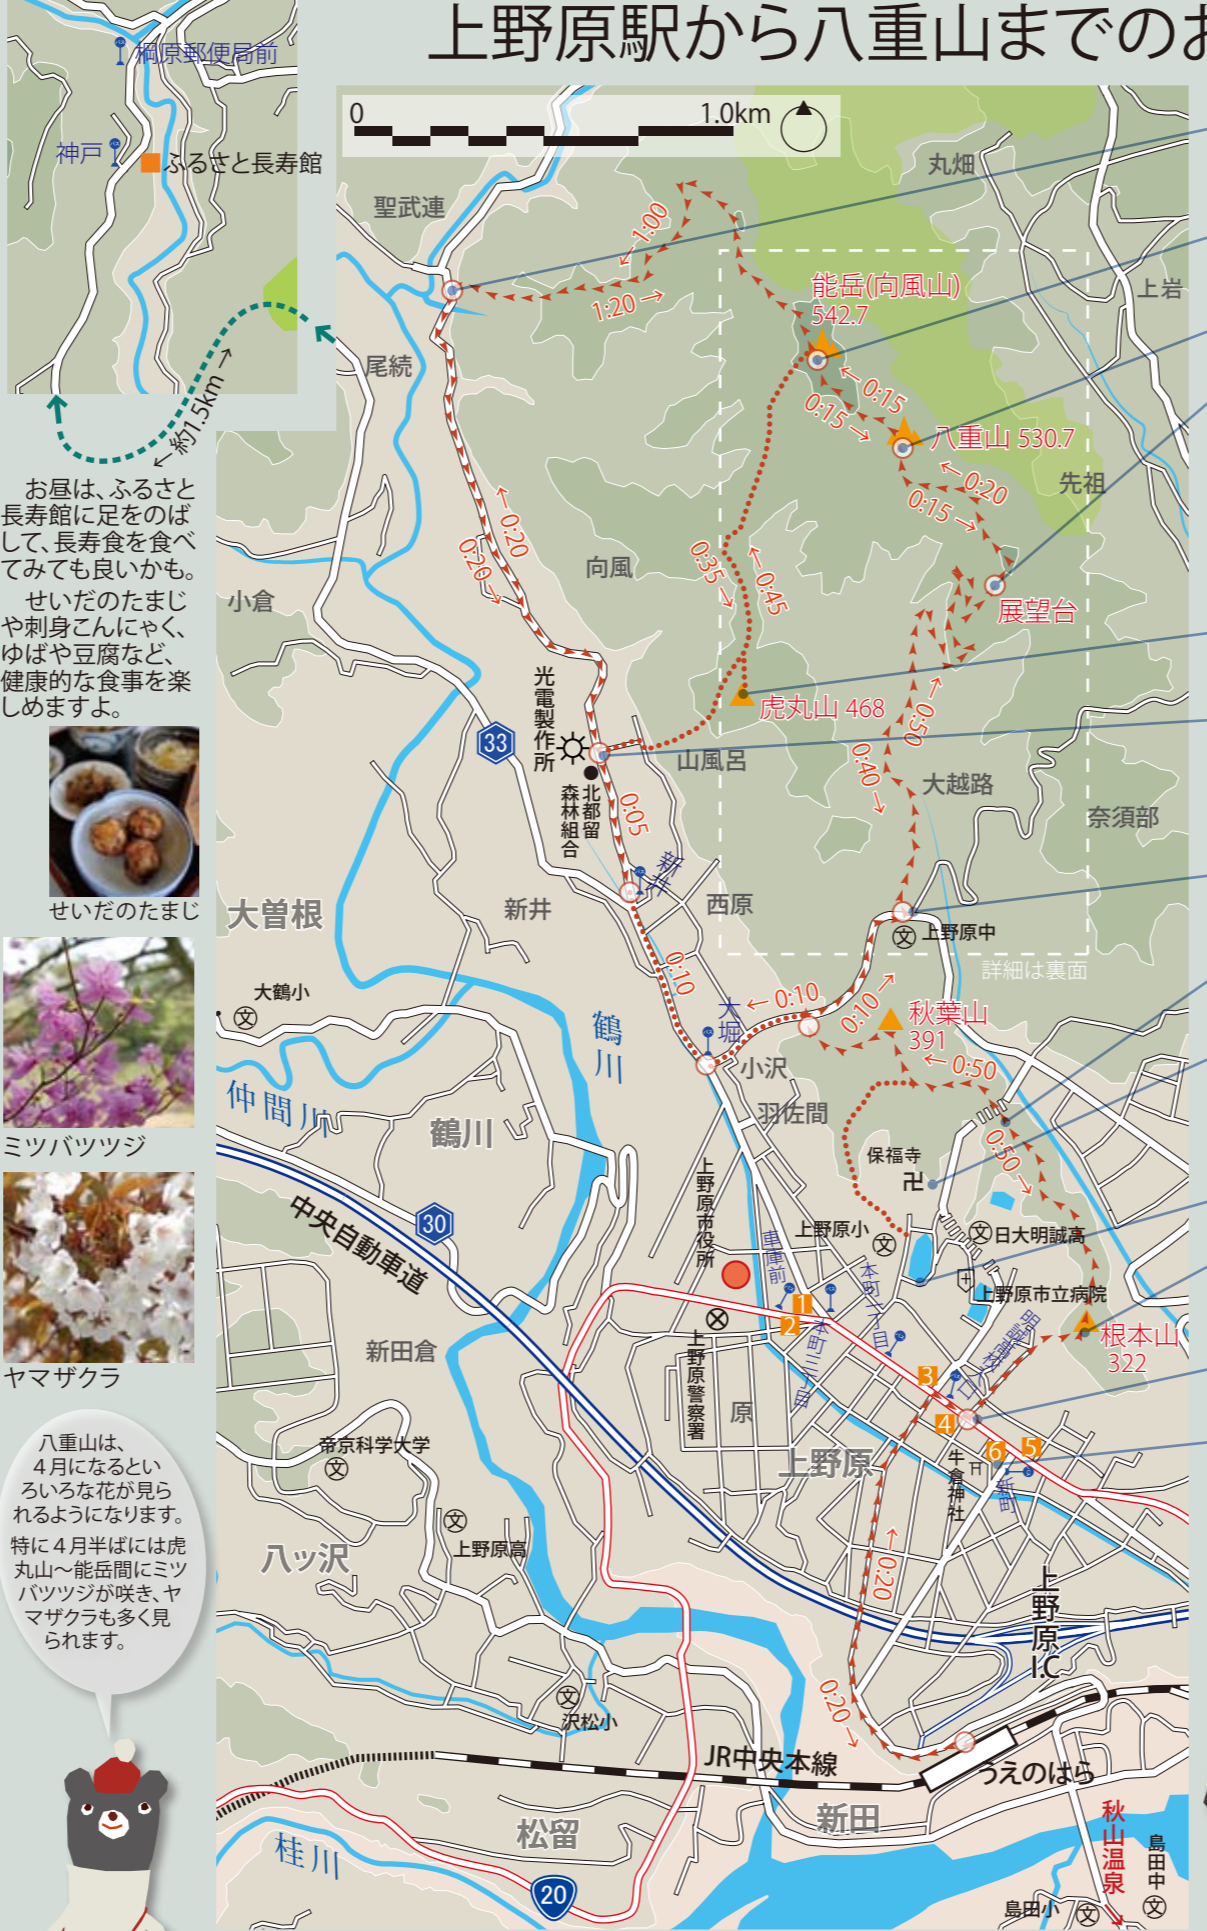 上野原駅から八重山までのお
桐原郵便局前
神戸
ふるさと長寿館
←約1.5km→
お昼は、ふるさと
長寿館に足をのば
して、長寿食を食べ
てみても良いかも。
せいだのたまじ
や刺身こんにゃく、
ゆばや豆腐など、
健康的な食事を楽
しめますよ。
せいだのたまじ
ミツバツツジ
ヤマザクラ
八重山は、
４月になるとい
ろいろな花が見ら
れるようになります。
特に４月半ばには虎
丸山～能岳間にミツ
バツツジが咲き、ヤ
マザクラも多く見
られます。
0
1.0km
聖武連
丸畑
←1:00
1:20→
能岳(向風山)
542.7
上岩
尾続
←0:15
0:15→
八重山 530.7
←0:20
0:15→
先祖
←0:20
0:20→
向風
0:35→
←0:45
小倉
展望台
光電製作所
虎丸山 468
0:50→
0:40→
33
山風呂
大越路
奈須部
北都留
森林組合
0:05
新井
大曽根
新井
西原
上野原中
0:10
詳細は裏面
大鶴小
鶴川
大堀
←0:10
0:10→
秋葉山
391
小沢
←0:50
仲間川
鶴川
羽佐間
0:50→
保福寺
上野原市役所
30
中央自動車道
車庫前
上野原小
日大明誠高
本町一丁目
上野原市立病院
1
2
本町三丁目
根本山
322
新田倉
上野原警察署
3
原
4
帝京科学大学
上野原
牛倉神社
6
5
新町
上野原高
八ッ沢
←0:20
上野原I.C
0:20→
沢松小
JR中央本線
うえのはら
松留
新田
秋山温泉
桂川
20
島田中
島田小